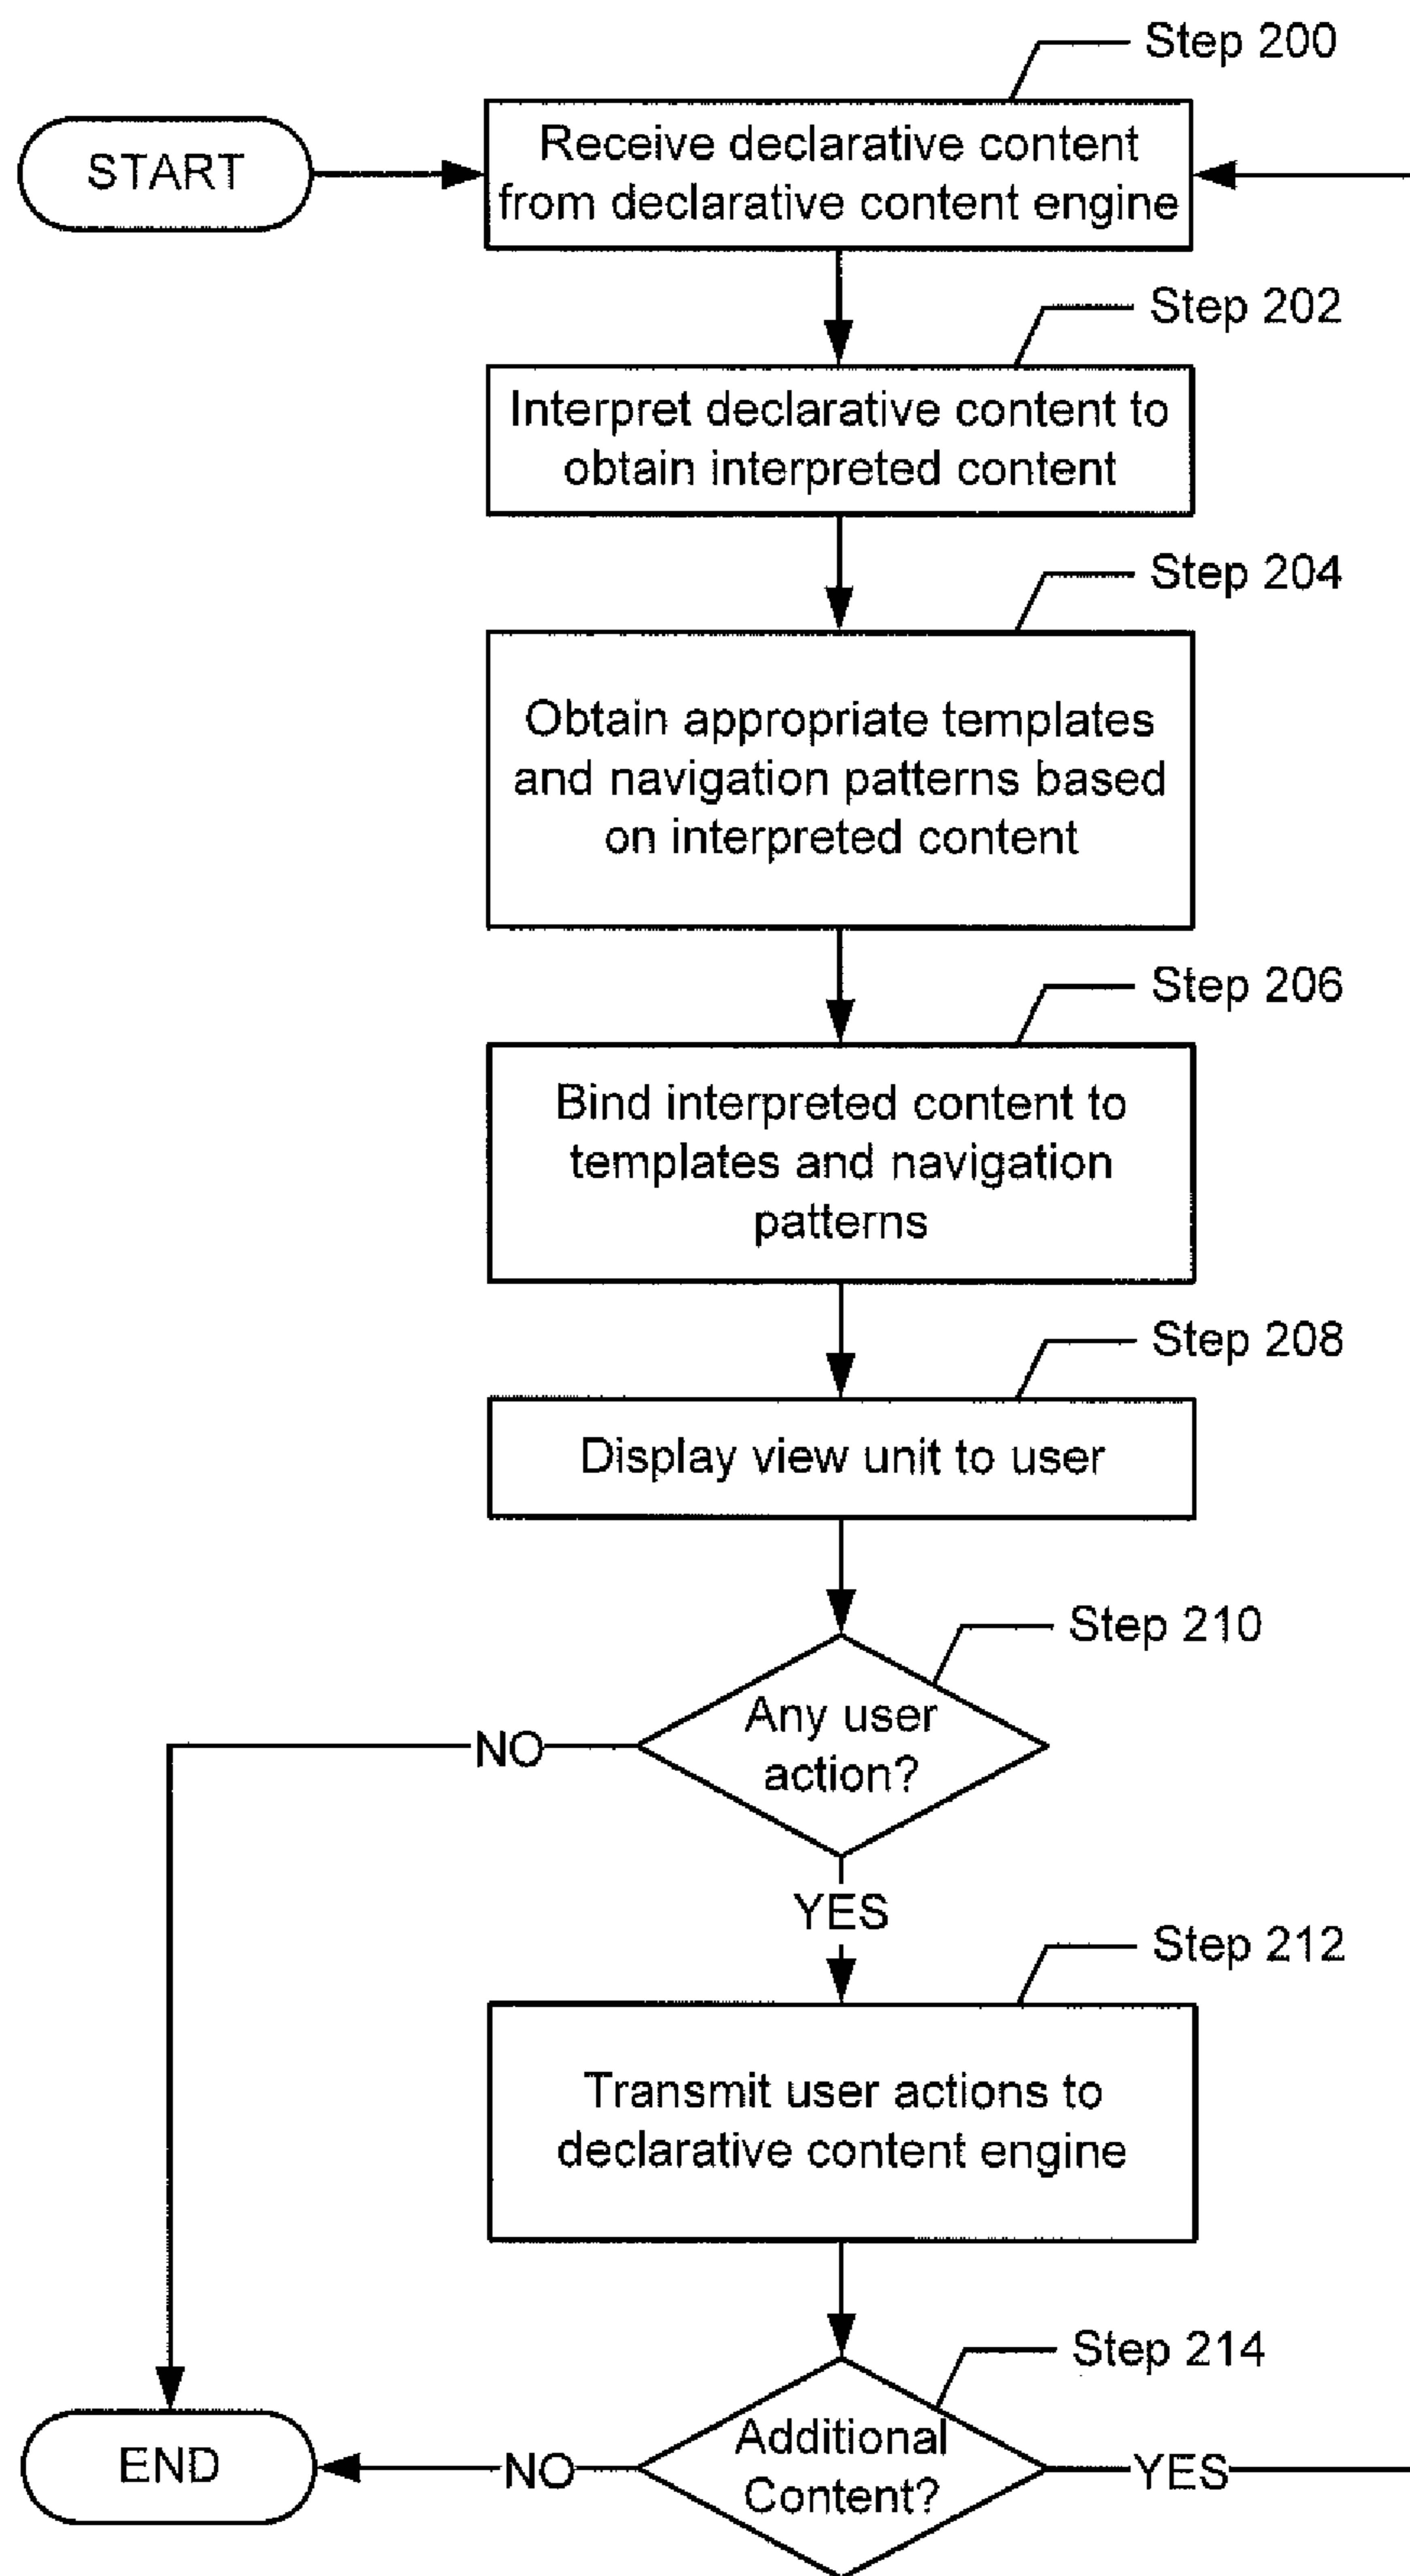 Step 200
START
Receive declarative content
from declarative content engine
Step 202
Interpret declarative content to
obtain interpreted content
Step 204
Obtain appropriate templates
and navigation patterns based
on interpreted content
Step 206
Bind interpreted content to
templates and navigation
patterns
Step 208
Display view unit to user
Step 210
Any user
action?
NO
YES
Step 212
Transmit user actions to
declarative content engine
Step 214
Additional
Content?
END
NO
YES